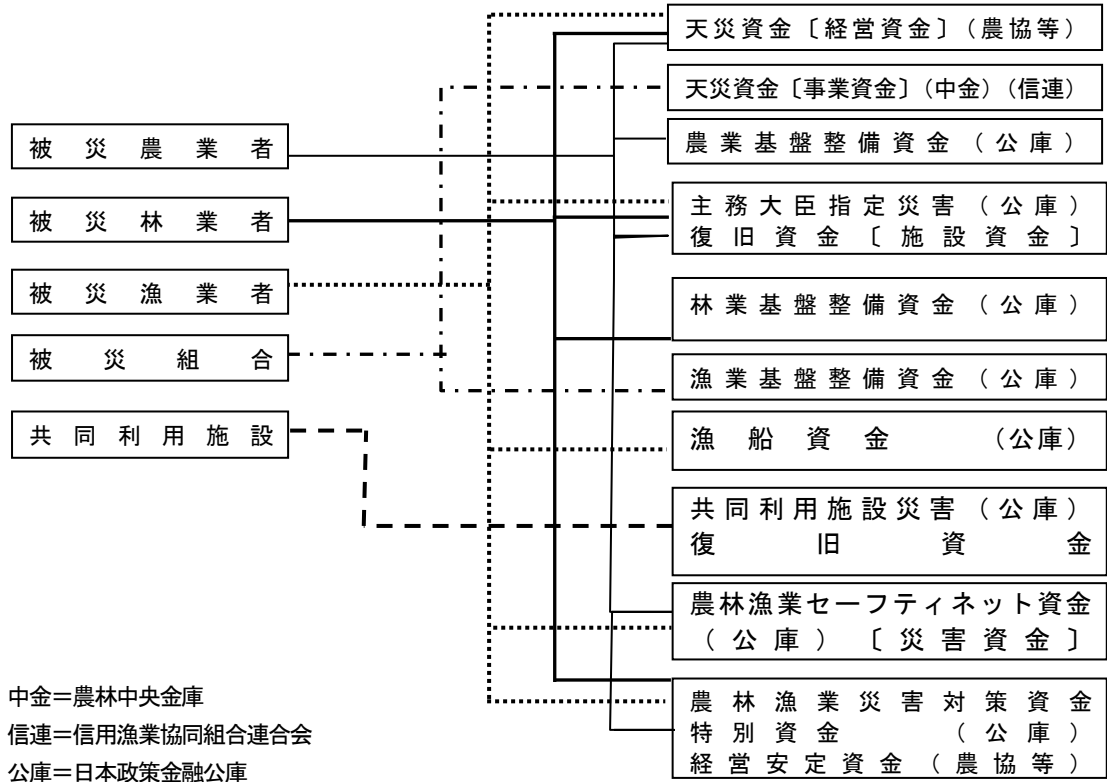 被災農業者
被災林業者
被災漁業者
被災組合
共同利用施設
天災資金〔経営資金〕（農協等）
天災資金〔事業資金〕（中金）（信連）
農業基盤整備資金（公庫）
主務大臣指定災害（公庫）
復旧資金〔施設資金〕
林業基盤整備資金（公庫）
漁業基盤整備資金（公庫）
漁船資金（公庫）
共同利用施設災害（公庫）
復旧資金
農林漁業セーフティネット資金
（公庫）〔災害資金〕
農林漁業災害対策資金
特別資金（公庫）
経営安定資金（農協等）
中金＝農林中央金庫
信連＝信用漁業協同組合連合会
公庫＝日本政策金融公庫